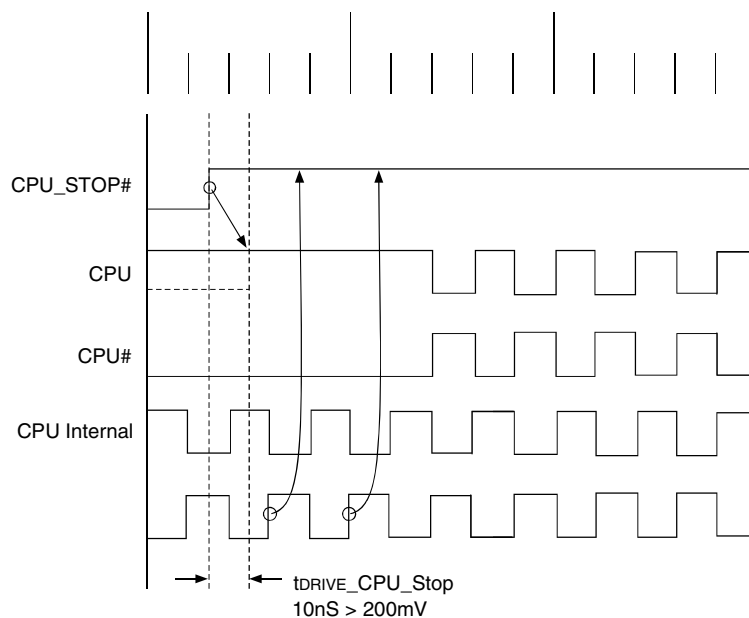 CPU_STOP#
CPU
CPU#
CPU Internal
tDRIVE_CPU_Stop
10nS > 200mV